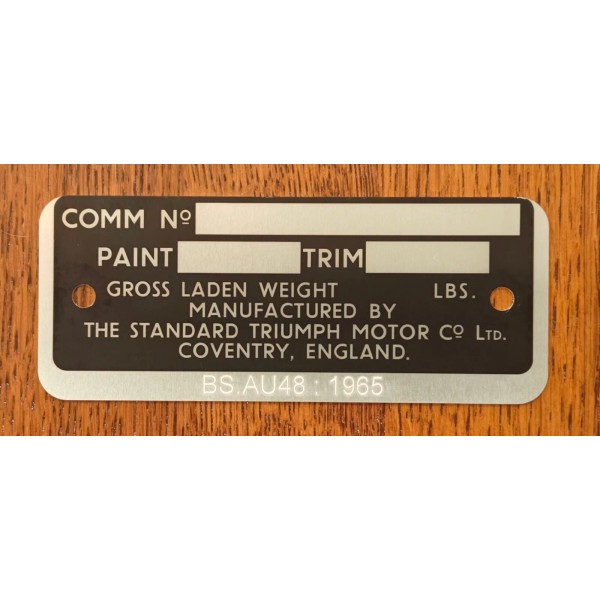 COMM Nº
PAINT TRIM
GROSS LADEN WEIGHT LBS.
MANUFACTURED BY
THE STANDARD TRIUMPH MOTOR Cº LTD.
COVENTRY, ENGLAND.
BS.AU48 : 1965